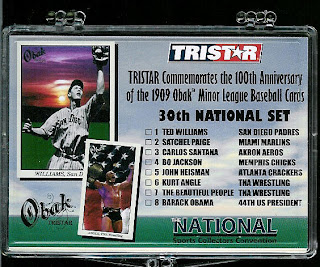 Obak
TRISTAR
TRISTAR Commemorates the 100th Anniversary
of the 1909 Obak™ Minor League Baseball Cards
30th NATIONAL SET
1 TED WILLIAMS SAN DIEGO PADRES
2 SATCHEL PAIGE MIAMI MARLINS
3 CARLOS SANTANA AKRON AEROS
4 BO JACKSON MEMPHIS CHICKS
5 JOHN HEISMAN ATLANTA CRACKERS
6 KURT ANGLE TNA WRESTLING
7 THE BEAUTIFUL PEOPLE TNA WRESTLING
8 BARACK OBAMA 44TH US PRESIDENT
WILLIAMS, San D
Obak
TRISTAR
THE NATIONAL
Sports Collectors Convention